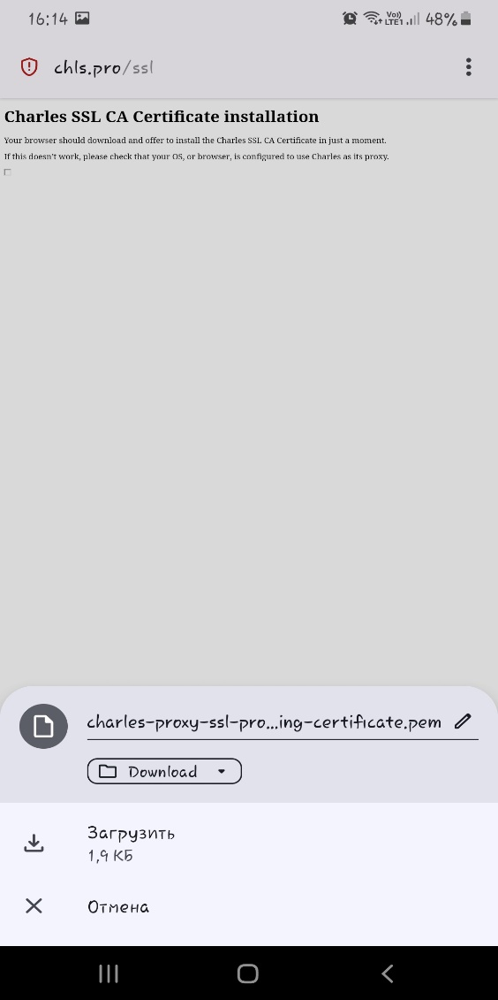 16:14 Vo)) LTE1 48%
chls.pro/ssl
Charles SSL CA Certificate installation
Your browser should download and offer to install the Charles SSL CA Certificate in just a moment.
If this doesn't work, please check that your OS, or browser, is configured to use Charles as its proxy.
charles-proxy-ssl-pro...ing-certificate.pem
Download
Загрузить
1,9 КБ
Отмена